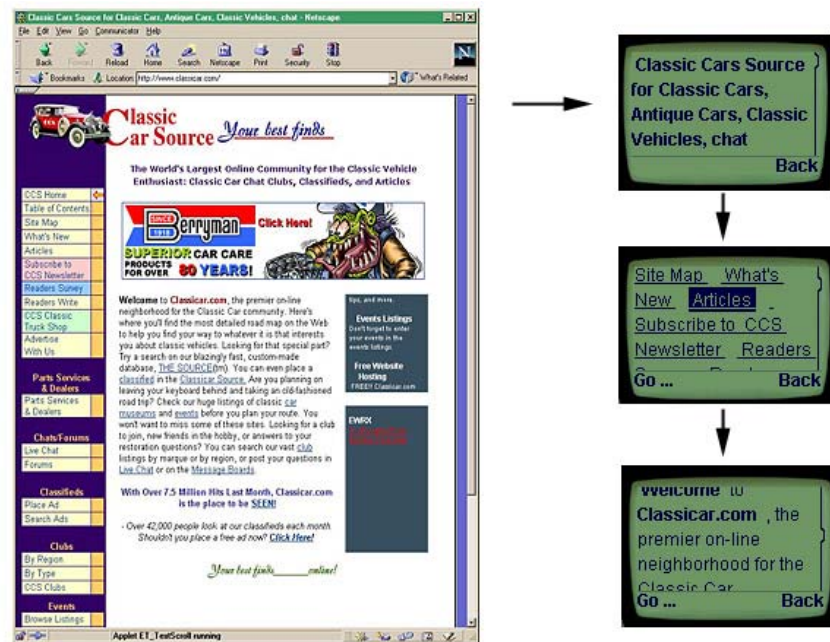 Classic Cars Source for Classic Cars, Antique Cars, Classic Vehicles, chat - Netscape
File Edit View Go Communicator Help
Back Forward Reload Home Search Netscape Print Security Stop
N
Bookmarks Location http://www.classicar.com/ What's Related
Classic
Car Source Your best finds
The World's Largest Online Community for the Classic Vehicle
Enthusiast: Classic Car Chat Clubs, Classifieds, and Articles
CCS Home
Table of Contents
Site Map
What's New
Articles
Subscribe to
CCS Newsletter
Readers Survey
Readers Write
CCS Classic
Truck Shop
Advertise
With Us
Parts Services
& Dealers
Parts Services
& Dealers
Chats/Forums
Live Chat
Forums
Classifieds
Place Ad
Search Ads
Clubs
By Region
By Type
CCS Clubs
Events
Browse Listings
SINCE
1918
Berryman
Click Here!
SUPERIOR CAR CARE
PRODUCTS
FOR OVER 80 YEARS!
Welcome to Classicar.com, the premier on-line
neighborhood for the Classic Car community. Here's
where you'll find the most detailed road map on the Web
to help you find your way to whatever it is that interests
you about classic vehicles. Looking for that special part?
Try a search on our blazingly fast, custom-made
database, THE SOURCE(tm). You can even place a
classified in the Classicar Source. Are you planning on
leaving your keyboard behind and taking an old-fashioned
road trip? Check our huge listings of classic car
museums and events before you plan your route. You
won't want to miss some of these sites. Looking for a club
to join, new friends in the hobby, or answers to your
restoration questions? You can search our vast club
listings by marque or by region, or post your questions in
Live Chat or on the Message Boards.
With Over 7.5 Million Hits Last Month, Classicar.com
is the place to be SEEN!
- Over 42,000 people look at our classifieds each month.
Shouldn't you place a free ad now? Click Here!
Your best finds online!
tips, and more.
Events Listings
Don't forget to enter
your events in the
events listings.
Free Website
Hosting
FREE!! Classicar.com
EWRX
Applet ET_TextScroll running
Classic Cars Source
for Classic Cars,
Antique Cars, Classic
Vehicles, chat
Back
Site Map What's
New Articles
Subscribe to CCS
Newsletter Readers
Go ... Back
Welcome to
Classicar.com , the
premier on-line
neighborhood for the
Classic Car
Go ... Back